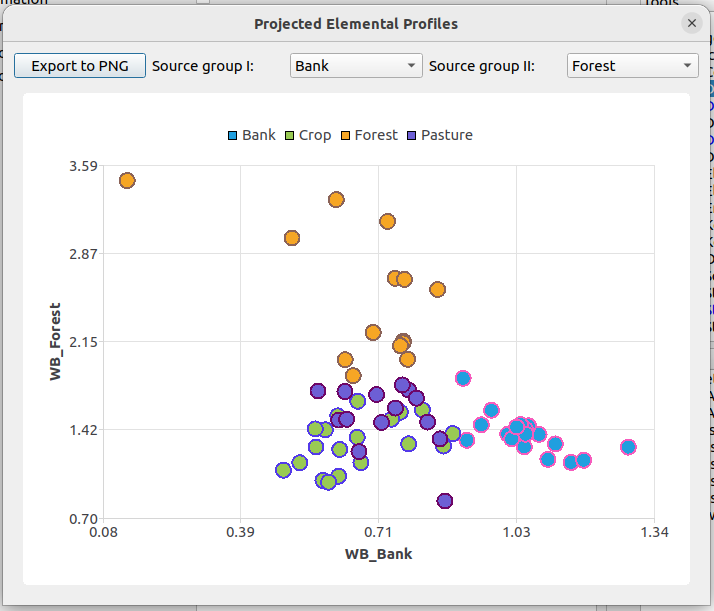 Projected Elemental Profiles
Export to PNG Source group I: Bank Source group II: Forest
Bank Crop Forest Pasture
3.59
2.87
2.15
1.42
0.70
WB_Forest
0.08 0.39 0.71 1.03 1.34
WB_Bank